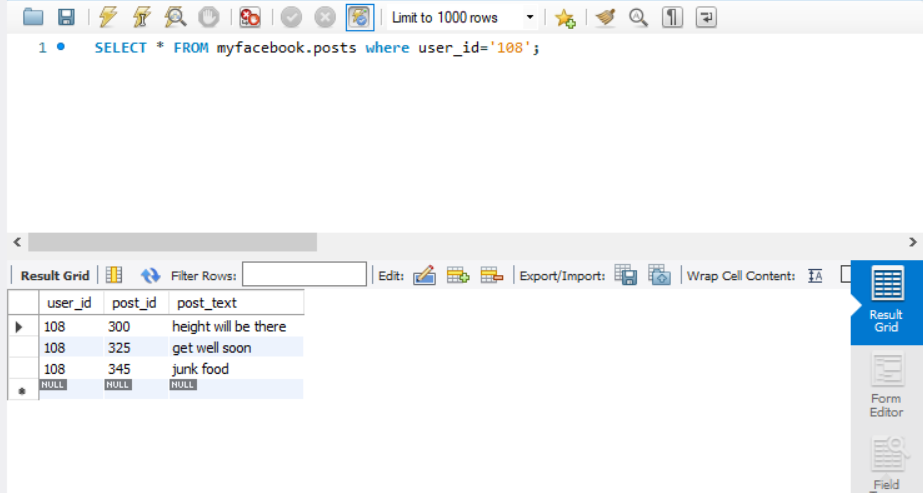 Limit to 1000 rows
1 SELECT * FROM myfacebook.posts where user_id='108';
Result Grid Filter Rows: Edit: Export/Import: Wrap Cell Content:
user_id post_id post_text
108 300 height will be there
108 325 get well soon
108 345 junk food
NULL NULL NULL
Result
Grid
Form
Editor
Field